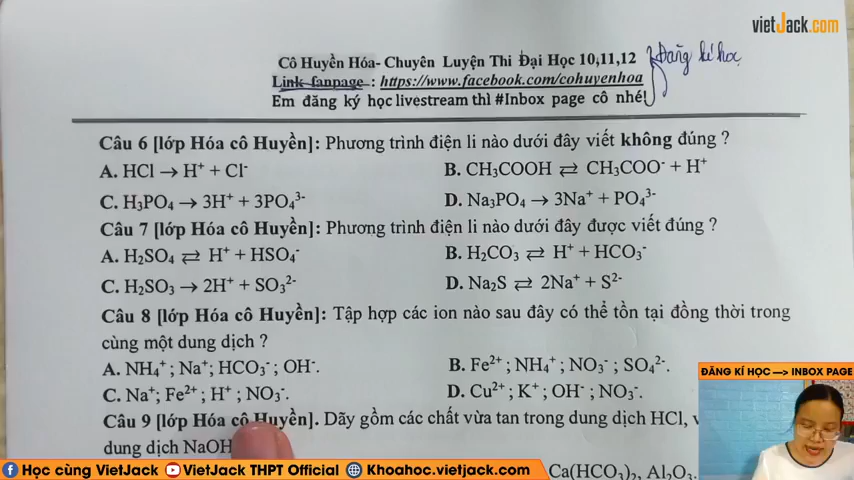 vietJack.com
Cô Huyền Hóa- Chuyên Luyện Thi Đại Học 10,11,12
Đăng kí học
Link fanpage : https://www.facebook.com/cohuyenhoa
Em đăng ký học livestream thì #Inbox page cô nhé!
Câu 6 [lớp Hóa cô Huyền]: Phương trình điện li nào dưới đây viết không đúng ?
A. HCl → H⁺ + Cl⁻ B. CH₃COOH ⇄ CH₃COO⁻ + H⁺
C. H₃PO₄ → 3H⁺ + 3PO₄³⁻ D. Na₃PO₄ → 3Na⁺ + PO₄³⁻
Câu 7 [lớp Hóa cô Huyền]: Phương trình điện li nào dưới đây được viết đúng ?
A. H₂SO₄ ⇄ H⁺ + HSO₄⁻ B. H₂CO₃ ⇄ H⁺ + HCO₃⁻
C. H₂SO₃ → 2H⁺ + SO₃²⁻ D. Na₂S ⇄ 2Na⁺ + S²⁻
Câu 8 [lớp Hóa cô Huyền]: Tập hợp các ion nào sau đây có thể tồn tại đồng thời trong
cùng một dung dịch ?
A. NH₄⁺ ; Na⁺; HCO₃⁻ ; OH⁻. B. Fe²⁺ ; NH₄⁺ ; NO₃⁻ ; SO₄²⁻.
C. Na⁺; Fe²⁺ ; H⁺ ; NO₃⁻. D. Cu²⁺ ; K⁺ ; OH⁻ ; NO₃⁻.
ĐĂNG KÍ HỌC —> INBOX PAGE
Câu 9 [lớp Hóa cô Huyền]. Dãy gồm các chất vừa tan trong dung dịch HCl,
dung dịch NaOH
Ca(HCO₃)₂, Al₂O₃.
Học cùng VietJack VietJack THPT Official Khoahoc.vietjack.com